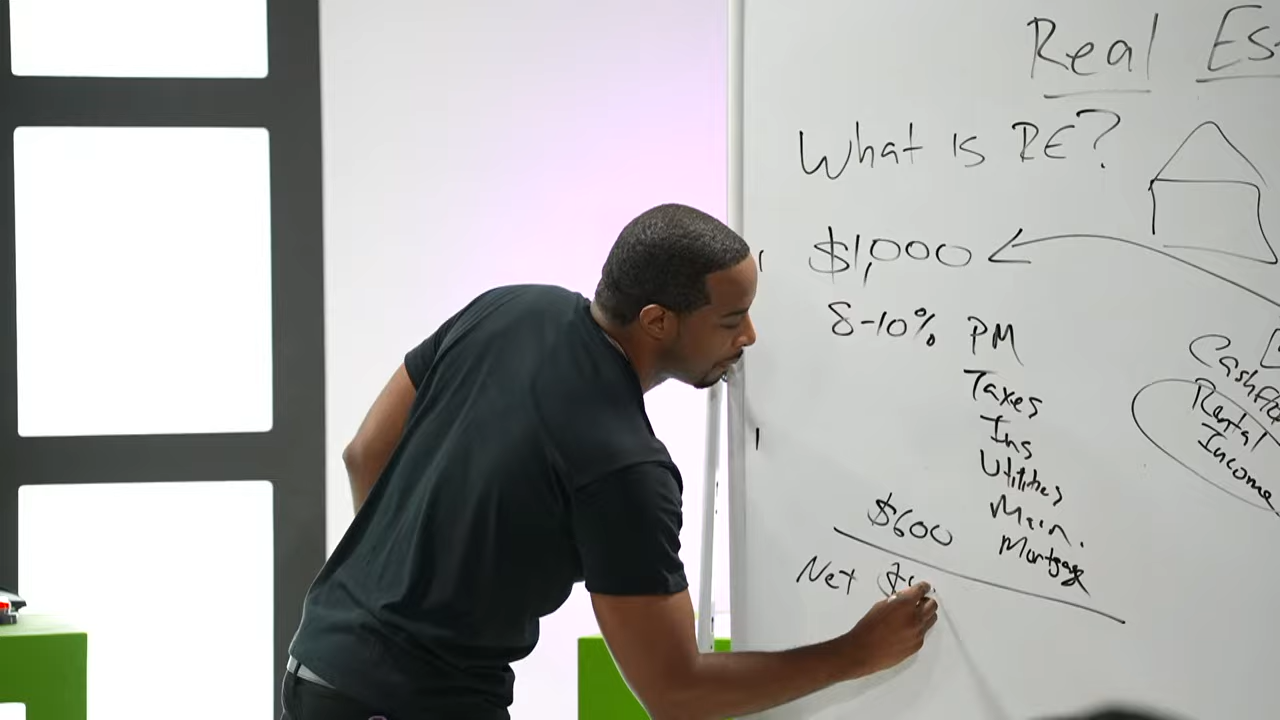 Real Es
What is RE?
$1,000
8-10% PM
Taxes
Ins
Utilities
Main.
Mortgage
$600
Net $
Cashflo
Rental
Income